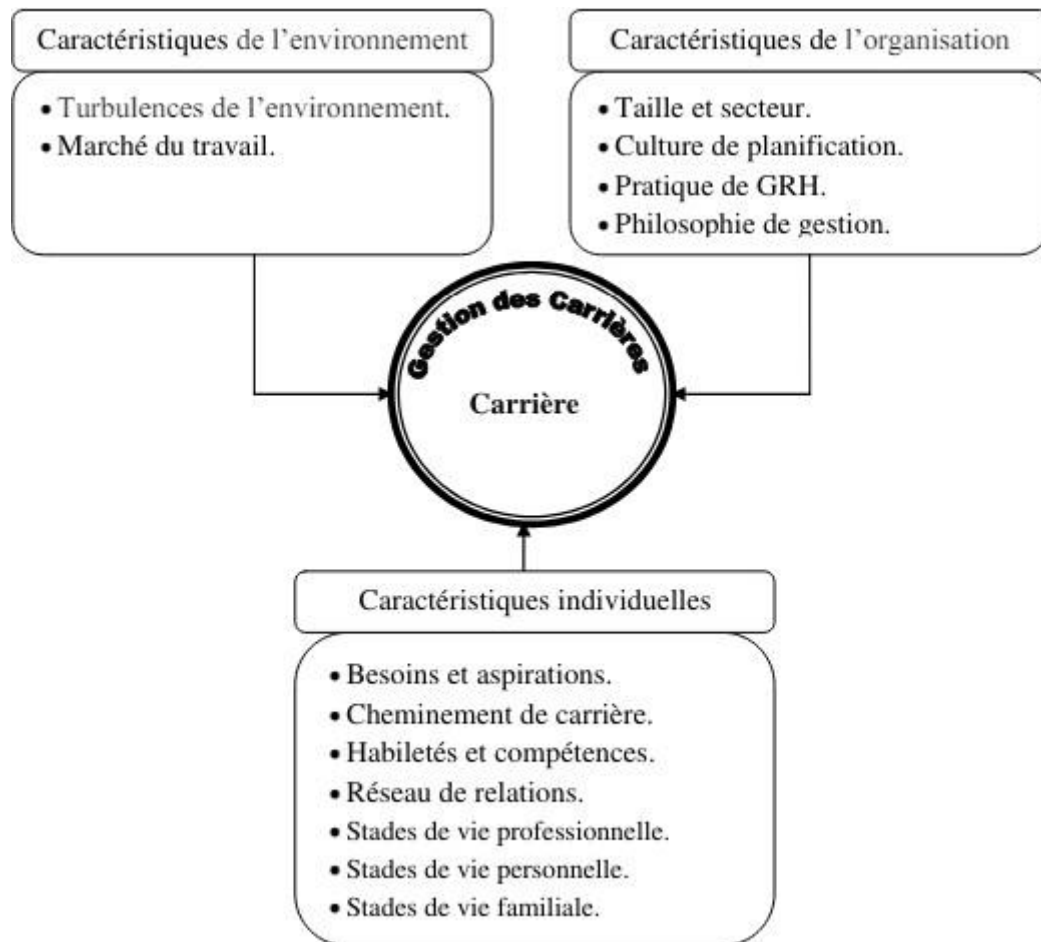 Caractéristiques de l'environnement
• Turbulences de l'environnement.
• Marché du travail.
Caractéristiques de l'organisation
• Taille et secteur.
• Culture de planification.
• Pratique de GRH.
• Philosophie de gestion.
Gestion des Carrières
Carrière
Caractéristiques individuelles
• Besoins et aspirations.
• Cheminement de carrière.
• Habiletés et compétences.
• Réseau de relations.
• Stades de vie professionnelle.
• Stades de vie personnelle.
• Stades de vie familiale.